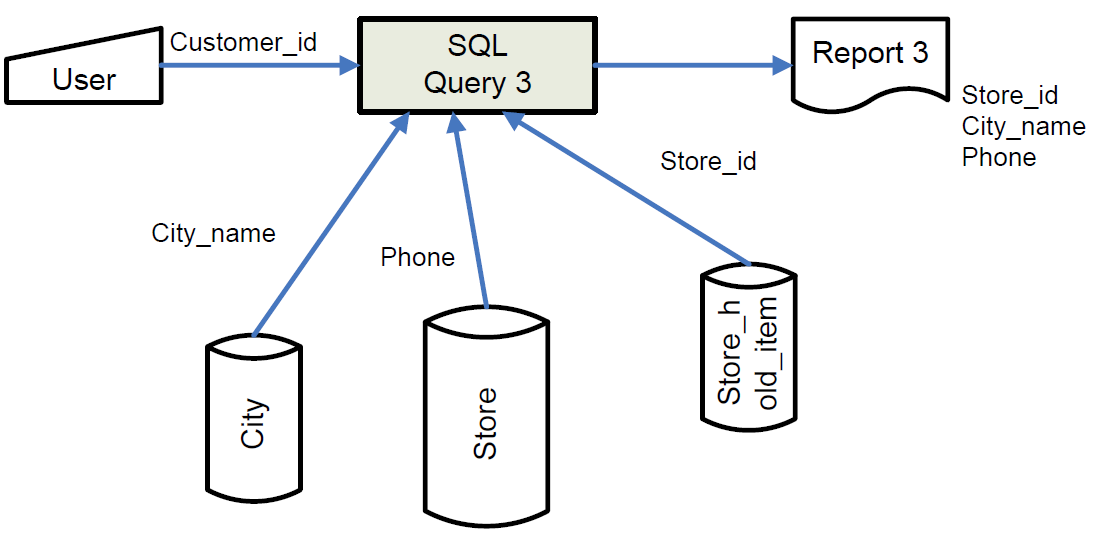 Customer_id
User
SQL
Query 3
Report 3
Store_id
City_name
Phone
Store_id
City_name
Phone
City
Store
Store_h
old_item